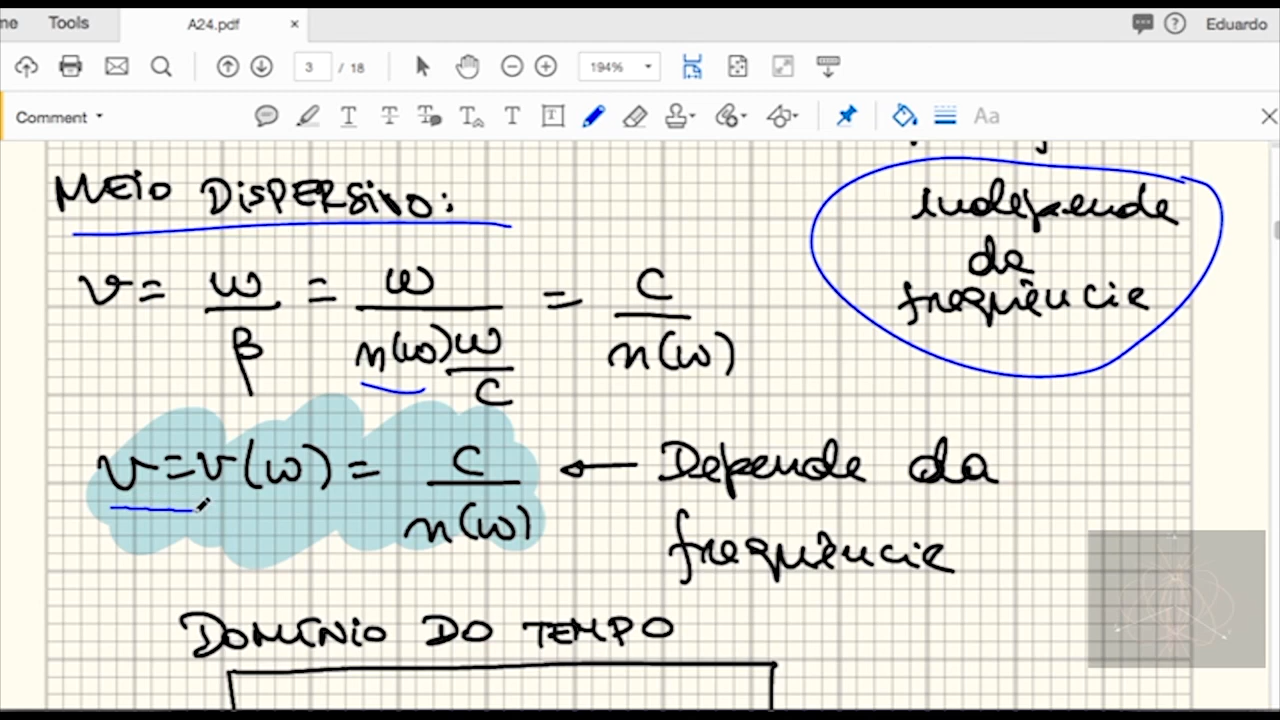 me Tools A24.pdf × ? Eduardo
3 / 18 194%
Comment T T T T T T Aa
MEIO DISPERSIVO:
independe
da
frequência
v = ω/β = ω/(n(ω) ω/c) = c/n(ω)
v = v(ω) = c/n(ω) ← Depende da
frequência
DOMÍNIO DO TEMPO